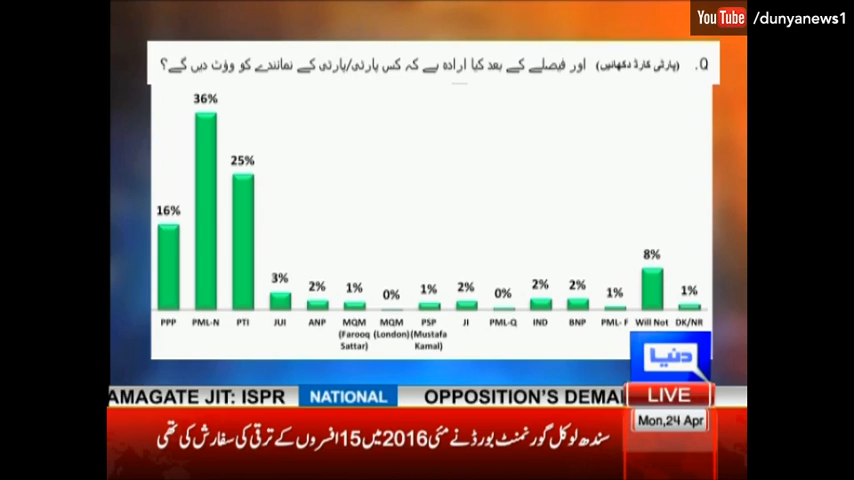 You Tube /dunyanews1
Q. (پارٹی کارڈ دکھائیں) اور فیصلے کے بعد کیا ارادہ ہے کہ کس پارٹی/پارٹی کے نمائندے کو ووٹ دیں گے؟
36%
25%
16%
8%
3%
2%
1%
0%
1%
2%
0%
2%
2%
1%
1%
PPP PML-N PTI JUI ANP MQM (Farooq Sattar) MQM (London) PSP (Mustafa Kamal) JI PML-Q IND BNP PML- F Will Not DK/NR
دنیا
AMAGATE JIT: ISPR NATIONAL OPPOSITION'S DEMA
LIVE
Mon,24 Apr
سندھ لوکل گورنمنٹ بورڈ نے مئی 2016 میں 15 افسروں کے ترقی کی سفارش کی تھی